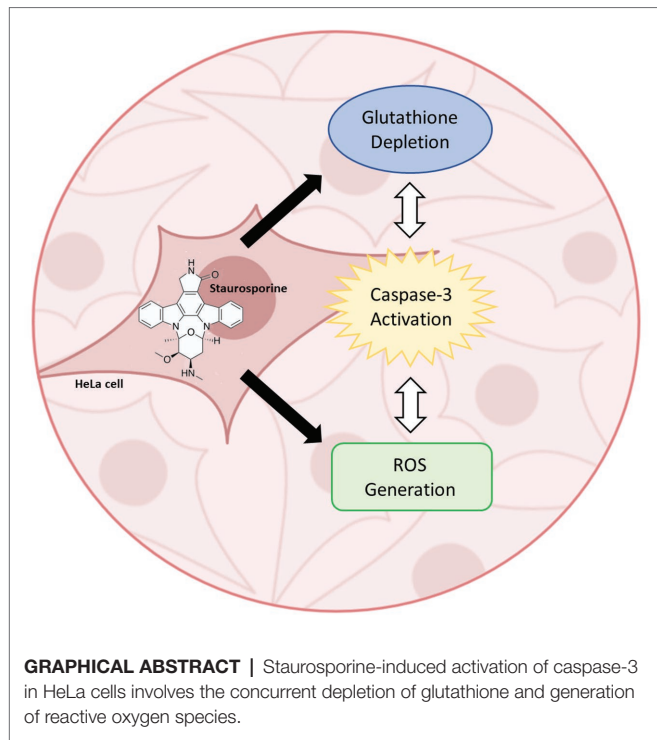 Glutathione
Depletion
H
N
O
Staurosporine
Caspase-3
Activation
N
O
N
H
O
HN
HeLa cell
ROS
Generation
GRAPHICAL ABSTRACT | Staurosporine-induced activation of caspase-3
in HeLa cells involves the concurrent depletion of glutathione and generation
of reactive oxygen species.